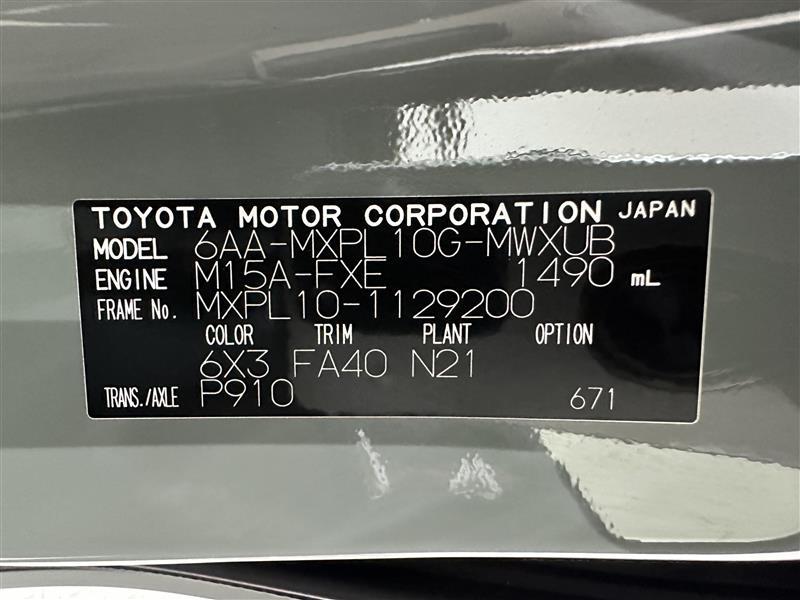 TOYOTA MOTOR CORPORATION JAPAN
MODEL 6AA-MXPL10G-MWXUB
ENGINE M15A-FXE 1490 mL
FRAME No. MXPL10-1129200
COLOR TRIM PLANT OPTION
6X3 FA40 N21
TRANS./AXLE P910 671